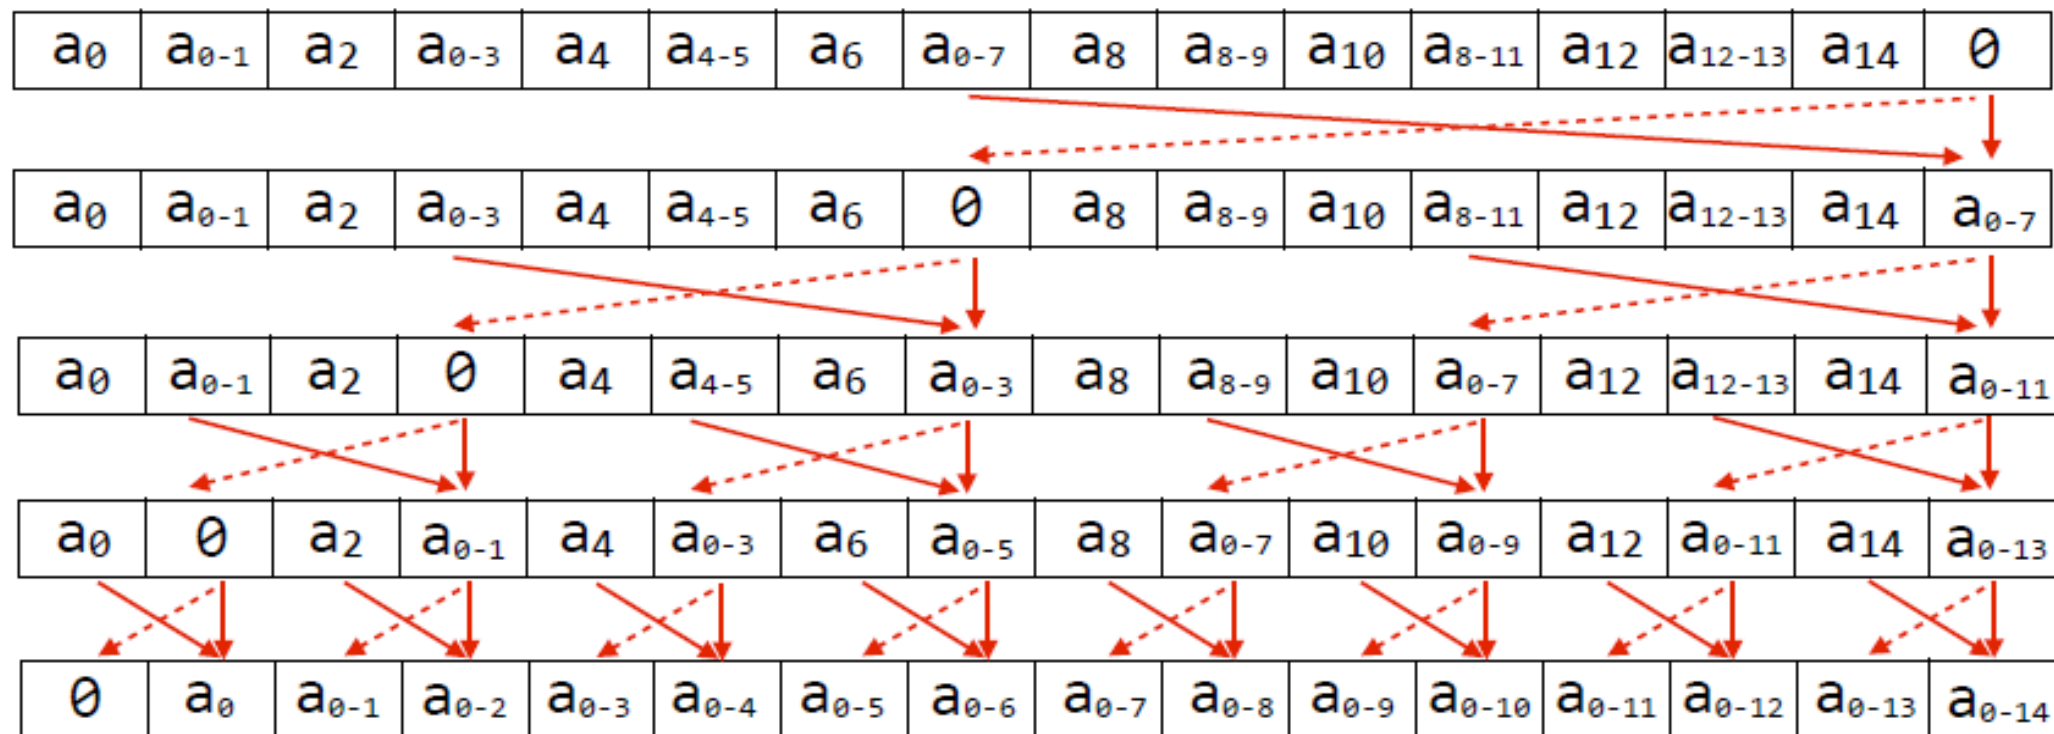 a₀ a₀₋₁ a₂ a₀₋₃ a₄ a₄₋₅ a₆ a₀₋₇ a₈ a₈₋₉ a₁₀ a₈₋₁₁ a₁₂ a₁₂₋₁₃ a₁₄ 0
a₀ a₀₋₁ a₂ a₀₋₃ a₄ a₄₋₅ a₆ 0 a₈ a₈₋₉ a₁₀ a₈₋₁₁ a₁₂ a₁₂₋₁₃ a₁₄ a₀₋₇
a₀ a₀₋₁ a₂ 0 a₄ a₄₋₅ a₆ a₀₋₃ a₈ a₈₋₉ a₁₀ a₀₋₇ a₁₂ a₁₂₋₁₃ a₁₄ a₀₋₁₁
a₀ 0 a₂ a₀₋₁ a₄ a₀₋₃ a₆ a₀₋₅ a₈ a₀₋₇ a₁₀ a₀₋₉ a₁₂ a₀₋₁₁ a₁₄ a₀₋₁₃
0 a₀ a₀₋₁ a₀₋₂ a₀₋₃ a₀₋₄ a₀₋₅ a₀₋₆ a₀₋₇ a₀₋₈ a₀₋₉ a₀₋₁₀ a₀₋₁₁ a₀₋₁₂ a₀₋₁₃ a₀₋₁₄